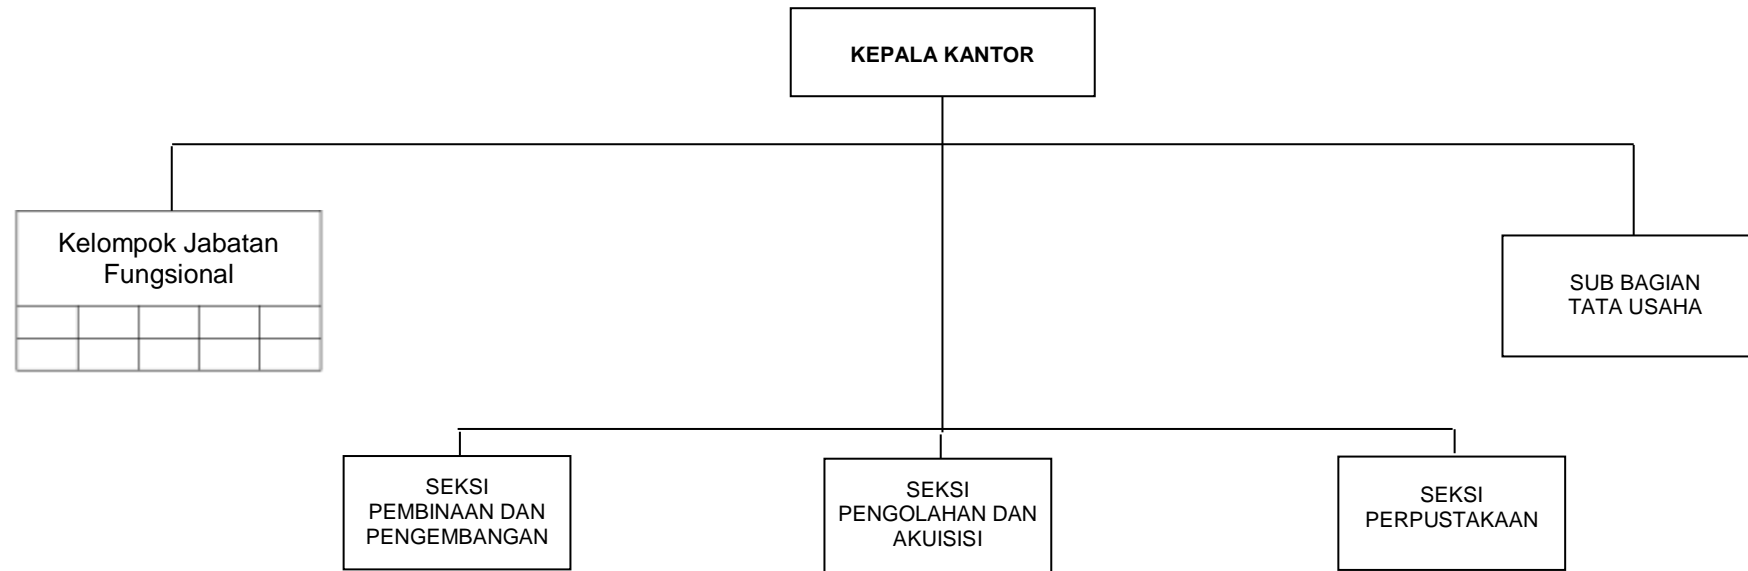 KEPALA KANTOR
Kelompok Jabatan
Fungsional
SUB BAGIAN
TATA USAHA
SEKSI
PEMBINAAN DAN
PENGEMBANGAN
SEKSI
PENGOLAHAN DAN
AKUISISI
SEKSI
PERPUSTAKAAN